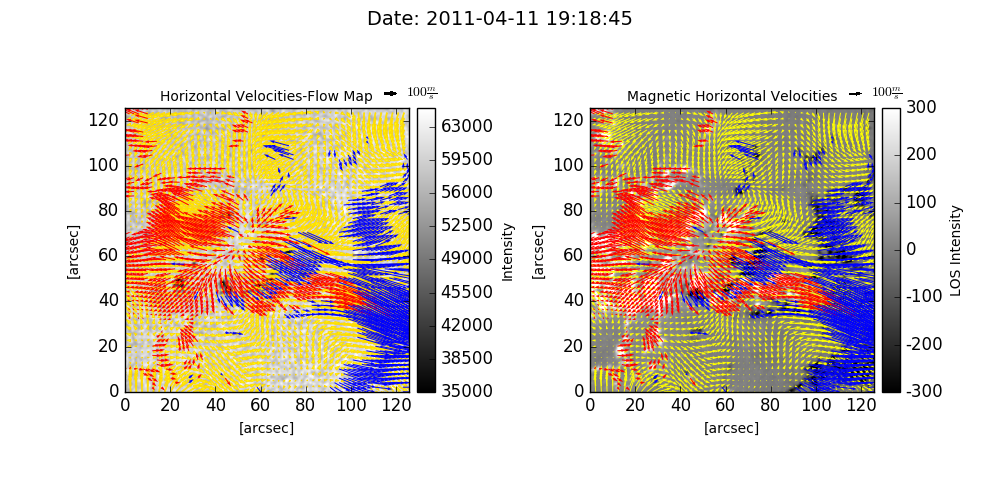 Date: 2011-04-11 19:18:45
Horizontal Velocities-Flow Map
100 m/s
120
100
80
60
40
20
0
[arcsec]
0 20 40 60 80 100 120
[arcsec]
63000
59500
56000
52500
49000
45500
42000
38500
35000
Intensity
Magnetic Horizontal Velocities
100 m/s
120
100
80
60
40
20
0
[arcsec]
0 20 40 60 80 100 120
[arcsec]
300
200
100
0
-100
-200
-300
LOS Intensity